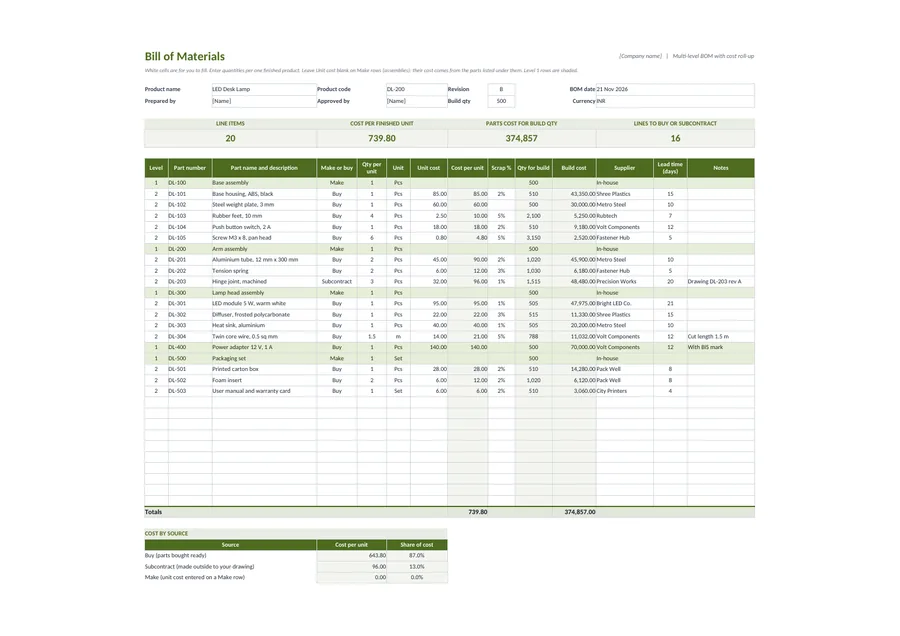 Bill of Materials
[Company name] | Multi-level BOM with cost roll-up
White cells are for you to fill. Enter quantities per one finished product. Leave Unit cost blank on Make rows (assemblies): their cost comes from the parts listed under them. Level 1 rows are shaded.
Product name LED Desk Lamp Product code DL-200 Revision B BOM date 21 Nov 2026
Prepared by [Name] Approved by [Name] Build qty 500 Currency INR
LINE ITEMS COST PER FINISHED UNIT PARTS COST FOR BUILD QTY LINES TO BUY OR SUBCONTRACT
20 739.80 374,857 16
Level Part number Part name and description Make or buy Qty per unit Unit Unit cost Cost per unit Scrap % Qty for build Build cost Supplier Lead time (days) Notes
1 DL-100 Base assembly Make 1 Pcs 500 In-house
2 DL-101 Base housing, ABS, black Buy 1 Pcs 85.00 85.00 2% 510 43,350.00 Shree Plastics 15
2 DL-102 Steel weight plate, 3 mm Buy 1 Pcs 60.00 60.00 500 30,000.00 Metro Steel 10
2 DL-103 Rubber feet, 10 mm Buy 4 Pcs 2.50 10.00 5% 2,100 5,250.00 Rubtech 7
2 DL-104 Push button switch, 2 A Buy 1 Pcs 18.00 18.00 2% 510 9,180.00 Volt Components 12
2 DL-105 Screw M3 x 8, pan head Buy 6 Pcs 0.80 4.80 5% 3,150 2,520.00 Fastener Hub 5
1 DL-200 Arm assembly Make 1 Pcs 500 In-house
2 DL-201 Aluminium tube, 12 mm x 300 mm Buy 2 Pcs 45.00 90.00 2% 1,020 45,900.00 Metro Steel 10
2 DL-202 Tension spring Buy 2 Pcs 6.00 12.00 3% 1,030 6,180.00 Fastener Hub 5
2 DL-203 Hinge joint, machined Subcontract 3 Pcs 32.00 96.00 1% 1,515 48,480.00 Precision Works 20 Drawing DL-203 rev A
1 DL-300 Lamp head assembly Make 1 Pcs 500 In-house
2 DL-301 LED module 5 W, warm white Buy 1 Pcs 95.00 95.00 1% 505 47,975.00 Bright LED Co. 21
2 DL-302 Diffuser, frosted polycarbonate Buy 1 Pcs 22.00 22.00 3% 515 11,330.00 Shree Plastics 15
2 DL-303 Heat sink, aluminium Buy 1 Pcs 40.00 40.00 1% 505 20,200.00 Metro Steel 10
2 DL-304 Twin core wire, 0.5 sq mm Buy 1.5 m 14.00 21.00 5% 788 11,032.00 Volt Components 12 Cut length 1.5 m
1 DL-400 Power adapter 12 V, 1 A Buy 1 Pcs 140.00 140.00 500 70,000.00 Volt Components 12 With BIS mark
1 DL-500 Packaging set Make 1 Set 500 In-house
2 DL-501 Printed carton box Buy 1 Pcs 28.00 28.00 2% 510 14,280.00 Pack Well 8
2 DL-502 Foam insert Buy 2 Pcs 6.00 12.00 2% 1,020 6,120.00 Pack Well 8
2 DL-503 User manual and warranty card Buy 1 Set 6.00 6.00 2% 510 3,060.00 City Printers 4
Totals 739.80 374,857.00
COST BY SOURCE
Source Cost per unit Share of cost
Buy (parts bought ready) 643.80 87.0%
Subcontract (made outside to your drawing) 96.00 13.0%
Make (unit cost entered on a Make row) 0.00 0.0%